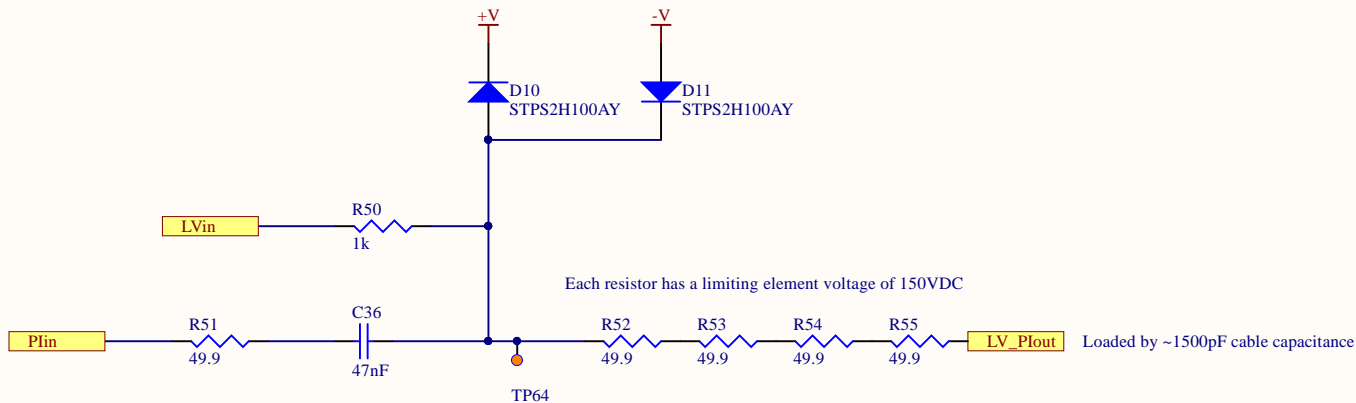 +V
-V
D10
STPS2H100AY
D11
STPS2H100AY
LVin
R50
1k
Each resistor has a limiting element voltage of 150VDC
PIin
R51
49.9
C36
47nF
TP64
R52
49.9
R53
49.9
R54
49.9
R55
49.9
LV_PIout
Loaded by ~1500pF cable capacitance